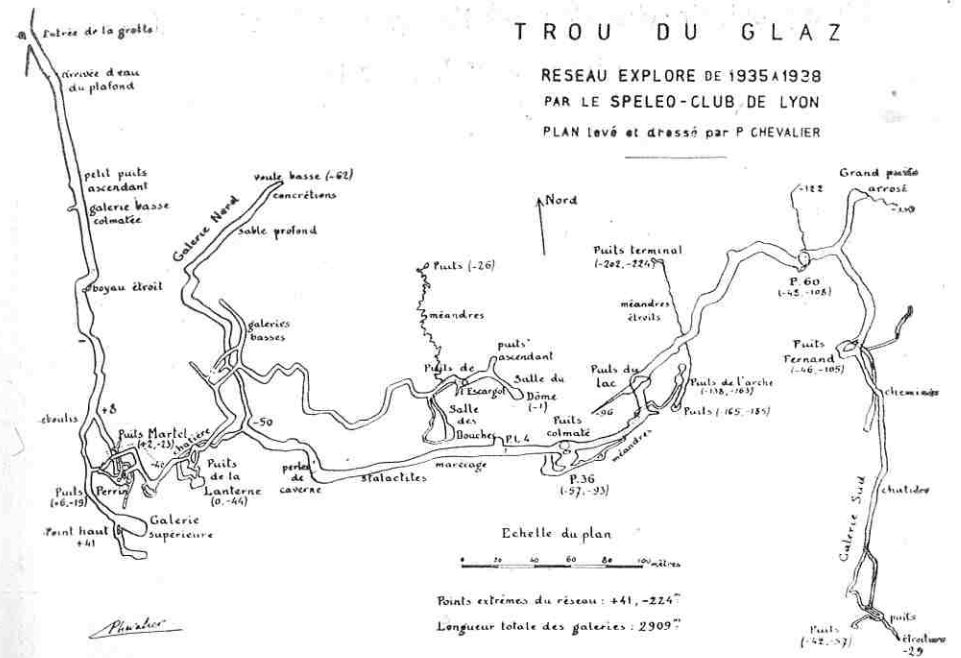 TROU DU GLAZ
RESEAU EXPLORE DE 1935 A 1938
PAR LE SPELEO-CLUB DE LYON
PLAN levé et dressé par P CHEVALIER
Entrée de la grotte
arrivée d'eau
du plafond
petit puits
ascendant
galerie basse
colmatée
boyau étroit
éboulis
+8
Puits Martel
(+2,-23)
chatière
-40
Puits
(+6,-19)
Perrin
Puits
de la
Lanterne
(0,-44)
Point haut
+41
Galerie
supérieure
voute basse (-62)
concrétions
Galerie Nord
sable profond
galeries
basses
-50
perles de
caverne
stalactites
marécage
Nord
Puits (-26)
méandres
puits
ascendant
Puits de
l'Escargot
Salle du
Dôme
(-1)
Salle
des
Douches
P.1,4
Puits
colmaté
P.36
(-57,-93)
méandres
Puits terminal
(-202,-224)
méandres
étroits
Puits du
lac
-96
Puits de l'arche
(-138,-163)
Puits (-165,-185)
-122
P.60
(-48,-108)
Grand puits
arrosé
Puits
Fernand
(-46,-105)
cheminée
chatière
Galerie Sud
Puits
(-42,-57)
puits
étroiture
-29
Echelle du plan
0 20 40 60 80 100 mètres
Points extrêmes du réseau : +41, -224 m
Longueur totale des galeries : 2909 m
PChevalier